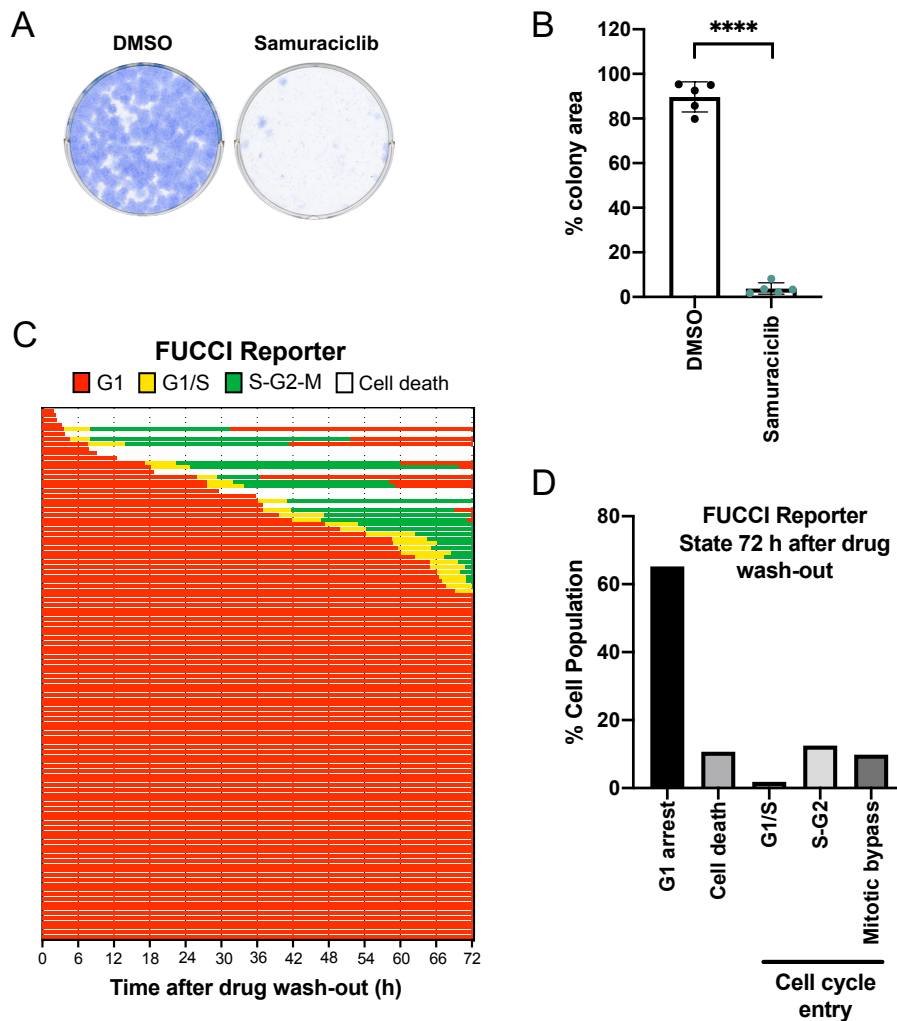 A
DMSO
Samuraciclib
B
****
% colony area
120
100
80
60
40
20
0
DMSO
Samuraciclib
C
FUCCI Reporter
G1
G1/S
S-G2-M
Cell death
0 6 12 18 24 30 36 42 48 54 60 66 72
Time after drug wash-out (h)
D
FUCCI Reporter
State 72 h after drug
wash-out
% Cell Population
80
60
40
20
0
G1 arrest
Cell death
G1/S
S-G2
Mitotic bypass
Cell cycle
entry